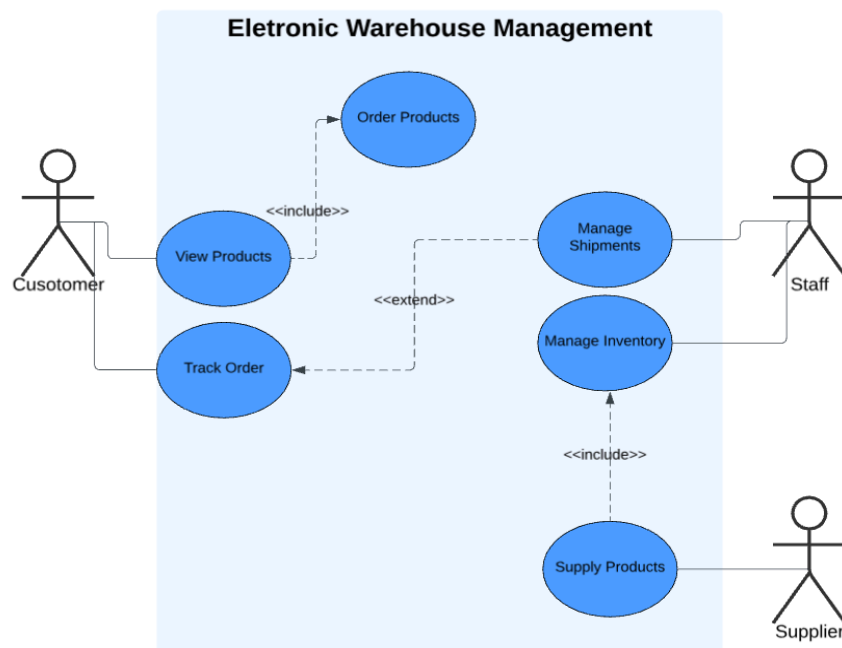 Eletronic Warehouse Management
Order Products
<<include>>
View Products
Cusotomer
Manage
Shipments
Staff
<<extend>>
Track Order
Manage Inventory
<<include>>
Supply Products
Supplier